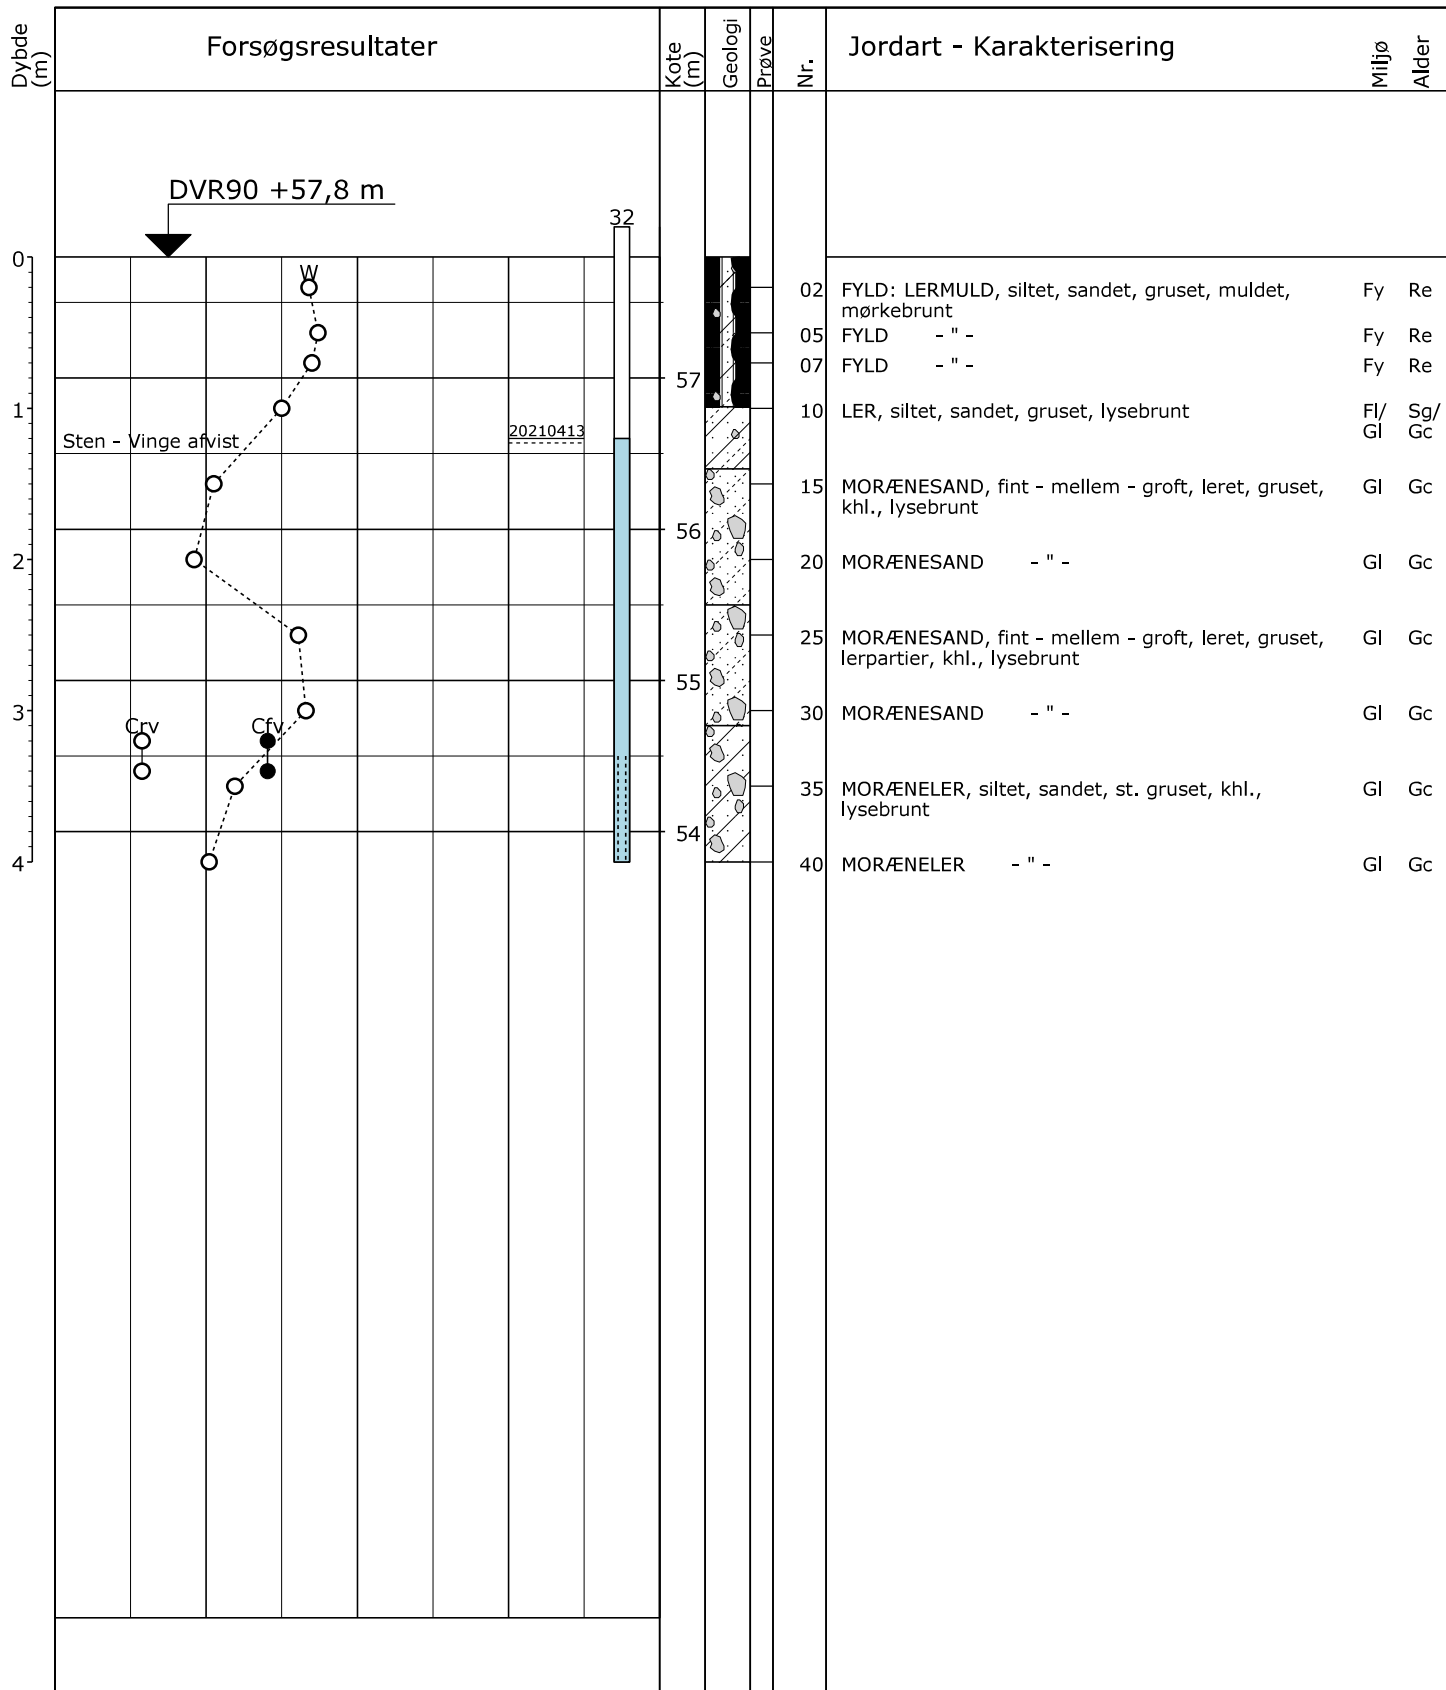 Dybde
(m)
Forsøgsresultater
Kote
(m)
Geologi
Prøve
Nr.
Jordart - Karakterisering
Miljø
Alder
DVR90 +57,8 m
32
0
W
02 FYLD: LERMULD, siltet, sandet, gruset, muldet, Fy Re
mørkebrunt
05 FYLD - " - Fy Re
07 FYLD - " - Fy Re
57
1
10 LER, siltet, sandet, gruset, lysebrunt Fl/ Sg/
Gl Gc
Sten - Vinge afvist
20210413
15 MORÆNESAND, fint - mellem - groft, leret, gruset, Gl Gc
khl., lysebrunt
56
2
20 MORÆNESAND - " - Gl Gc
25 MORÆNESAND, fint - mellem - groft, leret, gruset, Gl Gc
lerpartier, khl., lysebrunt
55
3
30 MORÆNESAND - " - Gl Gc
Crv
Cfv
35 MORÆNELER, siltet, sandet, st. gruset, khl., Gl Gc
lysebrunt
54
4
40 MORÆNELER - " - Gl Gc